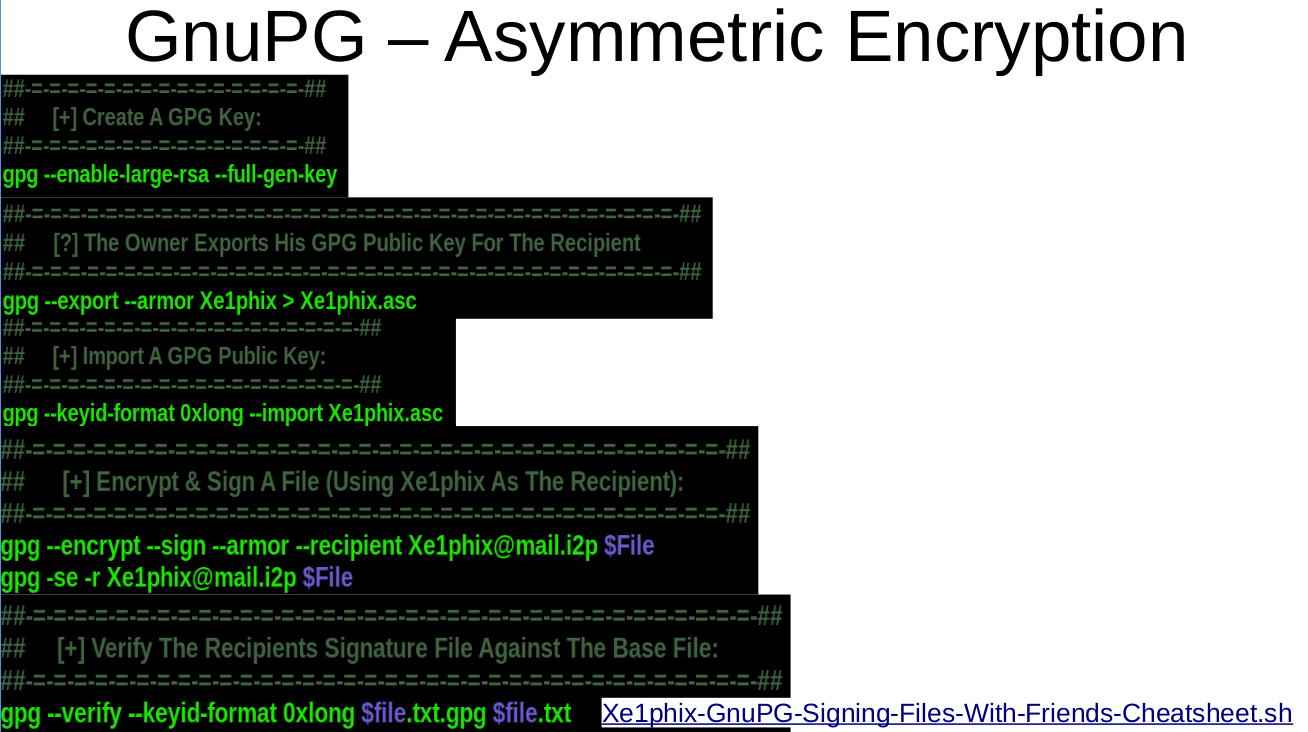 GnuPG – Asymmetric Encryption
##-=-=-=-=-=-=-=-=-=-=-=-=-=-=-=-##
## [+] Create A GPG Key:
##-=-=-=-=-=-=-=-=-=-=-=-=-=-=-=-##
gpg --enable-large-rsa --full-gen-key
##-=-=-=-=-=-=-=-=-=-=-=-=-=-=-=-=-=-=-=-=-=-=-=-=-=-=-=-=-=-=-=-=-=-=-=-##
## [?] The Owner Exports His GPG Public Key For The Recipient
##-=-=-=-=-=-=-=-=-=-=-=-=-=-=-=-=-=-=-=-=-=-=-=-=-=-=-=-=-=-=-=-=-=-=-=-##
gpg --export --armor Xe1phix > Xe1phix.asc
##-=-=-=-=-=-=-=-=-=-=-=-=-=-=-=-=-=-=-##
## [+] Import A GPG Public Key:
##-=-=-=-=-=-=-=-=-=-=-=-=-=-=-=-=-=-=-##
gpg --keyid-format 0xlong --import Xe1phix.asc
##-=-=-=-=-=-=-=-=-=-=-=-=-=-=-=-=-=-=-=-=-=-=-=-=-=-=-=-=-=-=-=-=-=-=-##
## [+] Encrypt & Sign A File (Using Xe1phix As The Recipient):
##-=-=-=-=-=-=-=-=-=-=-=-=-=-=-=-=-=-=-=-=-=-=-=-=-=-=-=-=-=-=-=-=-=-=-##
gpg --encrypt --sign --armor --recipient Xe1phix@mail.i2p $File
gpg -se -r Xe1phix@mail.i2p $File
##-=-=-=-=-=-=-=-=-=-=-=-=-=-=-=-=-=-=-=-=-=-=-=-=-=-=-=-=-=-=-=-=-=-=-=-##
## [+] Verify The Recipients Signature File Against The Base File:
##-=-=-=-=-=-=-=-=-=-=-=-=-=-=-=-=-=-=-=-=-=-=-=-=-=-=-=-=-=-=-=-=-=-=-=-##
gpg --verify --keyid-format 0xlong $file.txt.gpg $file.txt
Xe1phix-GnuPG-Signing-Files-With-Friends-Cheatsheet.sh